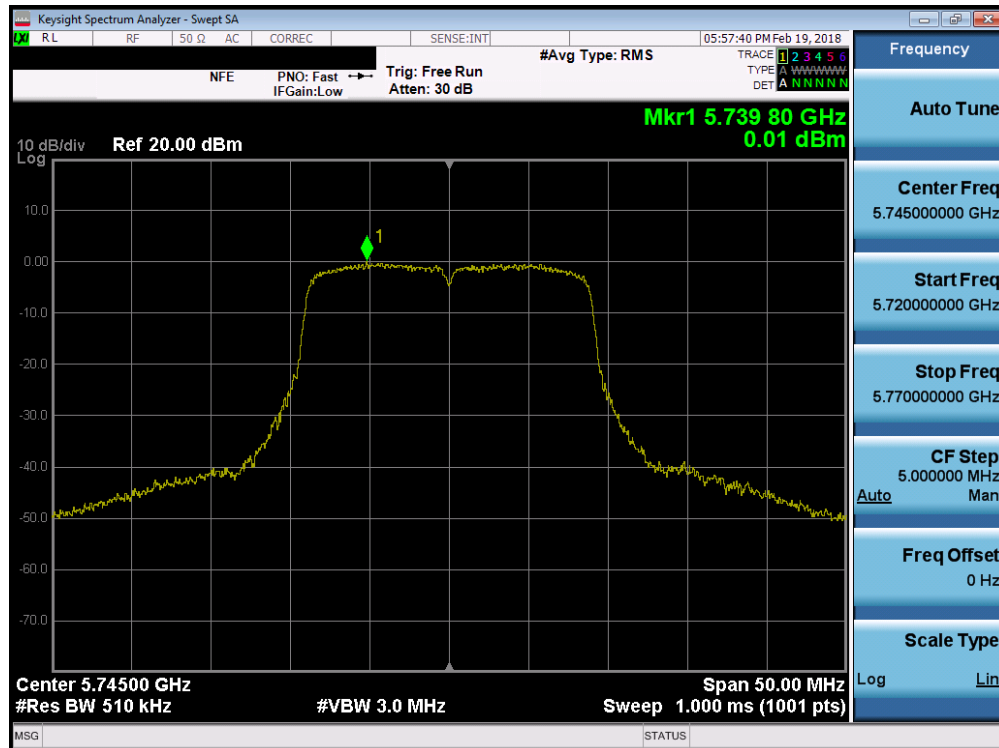 Keysight Spectrum Analyzer - Swept SA
LXI RL RF 50 Ω AC CORREC SENSE:INT 05:57:40 PM Feb 19, 2018
#Avg Type: RMS
TRACE 1 2 3 4 5 6
TYPE A WWWWW
DET A N N N N N
NFE PNO: Fast Trig: Free Run
IFGain:Low Atten: 30 dB
Mkr1 5.739 80 GHz
0.01 dBm
10 dB/div Ref 20.00 dBm
Log
10.0
1
0.00
-10.0
-20.0
-30.0
-40.0
-50.0
-60.0
-70.0
Center 5.74500 GHz Span 50.00 MHz
#Res BW 510 kHz #VBW 3.0 MHz Sweep 1.000 ms (1001 pts)
MSG STATUS
Frequency
Auto Tune
Center Freq
5.745000000 GHz
Start Freq
5.720000000 GHz
Stop Freq
5.770000000 GHz
CF Step
5.000000 MHz
Auto Man
Freq Offset
0 Hz
Scale Type
Log Lin